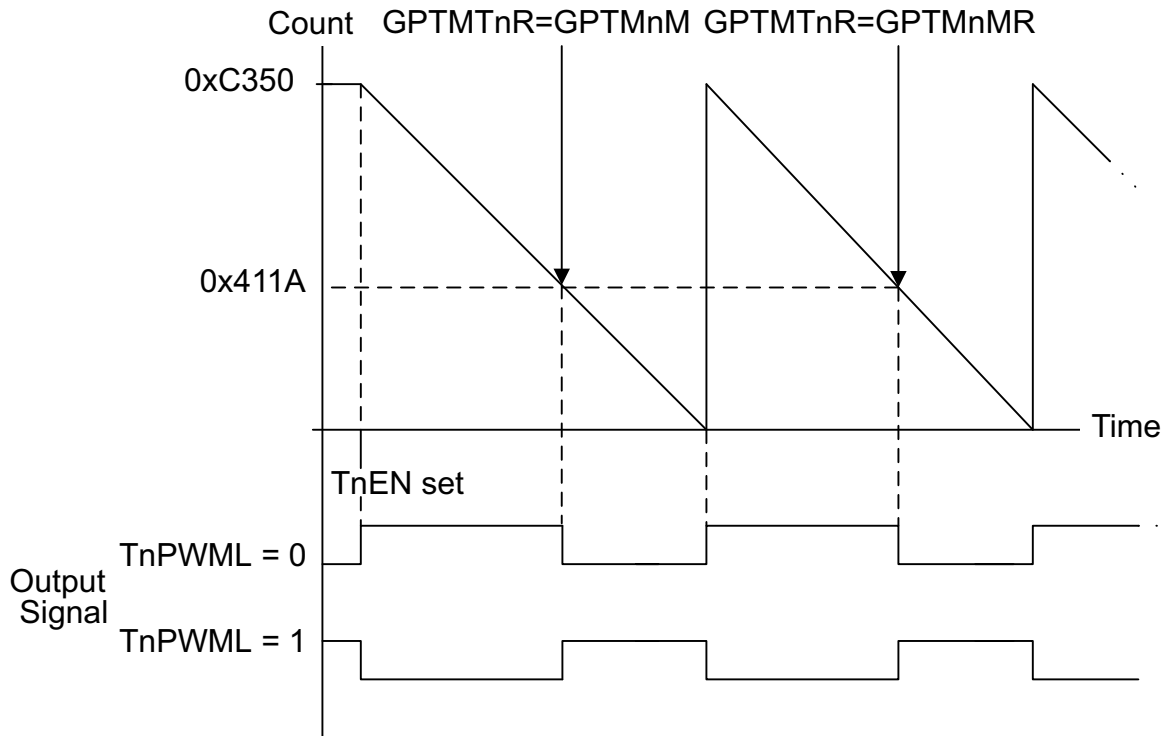 Count GPTMTnR=GPTMnM GPTMTnR=GPTMnMR
0xC350
0x411A
Time
TnEN set
TnPWML = 0
Output
Signal
TnPWML = 1